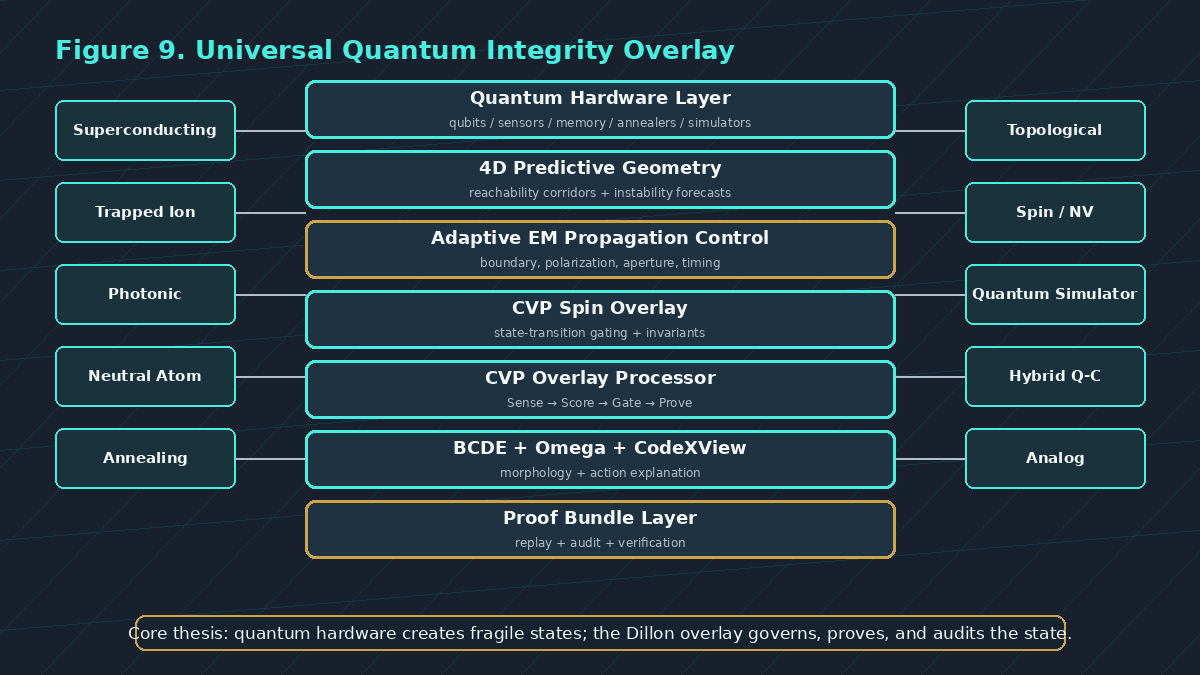 Figure 9. Universal Quantum Integrity Overlay
Superconducting
Trapped Ion
Photonic
Neutral Atom
Annealing
Quantum Hardware Layer
qubits / sensors / memory / annealers / simulators
4D Predictive Geometry
reachability corridors + instability forecasts
Adaptive EM Propagation Control
boundary, polarization, aperture, timing
CVP Spin Overlay
state-transition gating + invariants
CVP Overlay Processor
Sense → Score → Gate → Prove
BCDE + Omega + CodeXView
morphology + action explanation
Proof Bundle Layer
replay + audit + verification
Topological
Spin / NV
Quantum Simulator
Hybrid Q-C
Analog
Core thesis: quantum hardware creates fragile states; the Dillon overlay governs, proves, and audits the state.